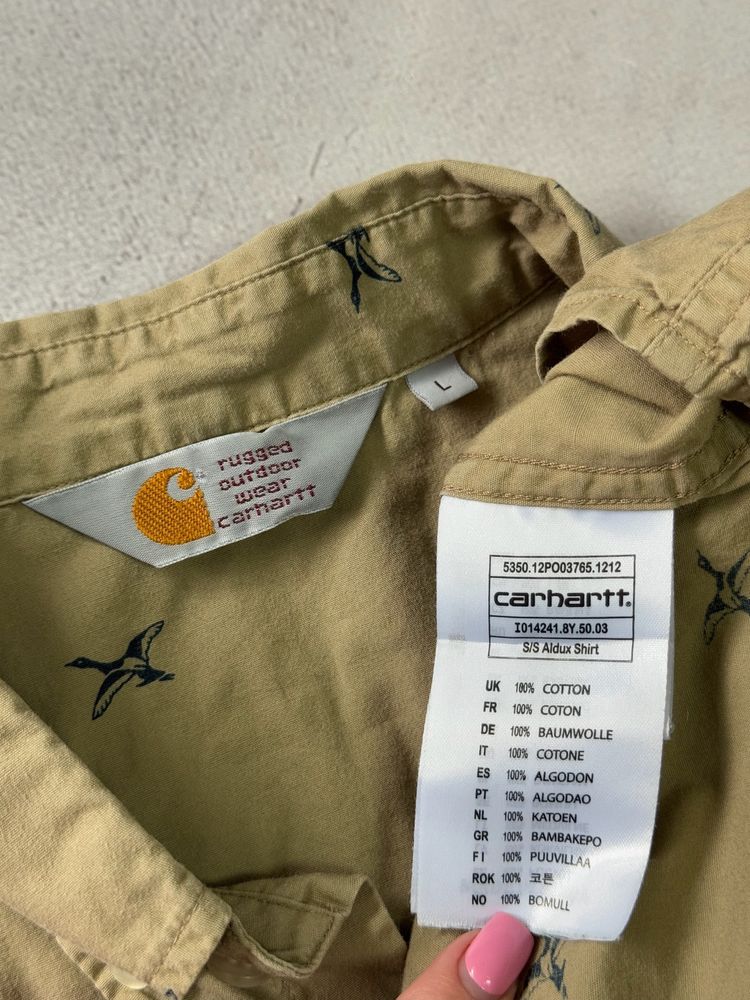 L
rugged
outdoor
wear
carhartt
5350.12PO03765.1212
carhartt.
I014241.8Y.50.03
S/S Aldux Shirt
UK 100% COTTON
FR 100% COTON
DE 100% BAUMWOLLE
IT 100% COTONE
ES 100% ALGODON
PT 100% ALGODAO
NL 100% KATOEN
GR 100% BAMBAKEPO
FI 100% PUUVILLAA
ROK 100% 코튼
NO 100% BOMULL